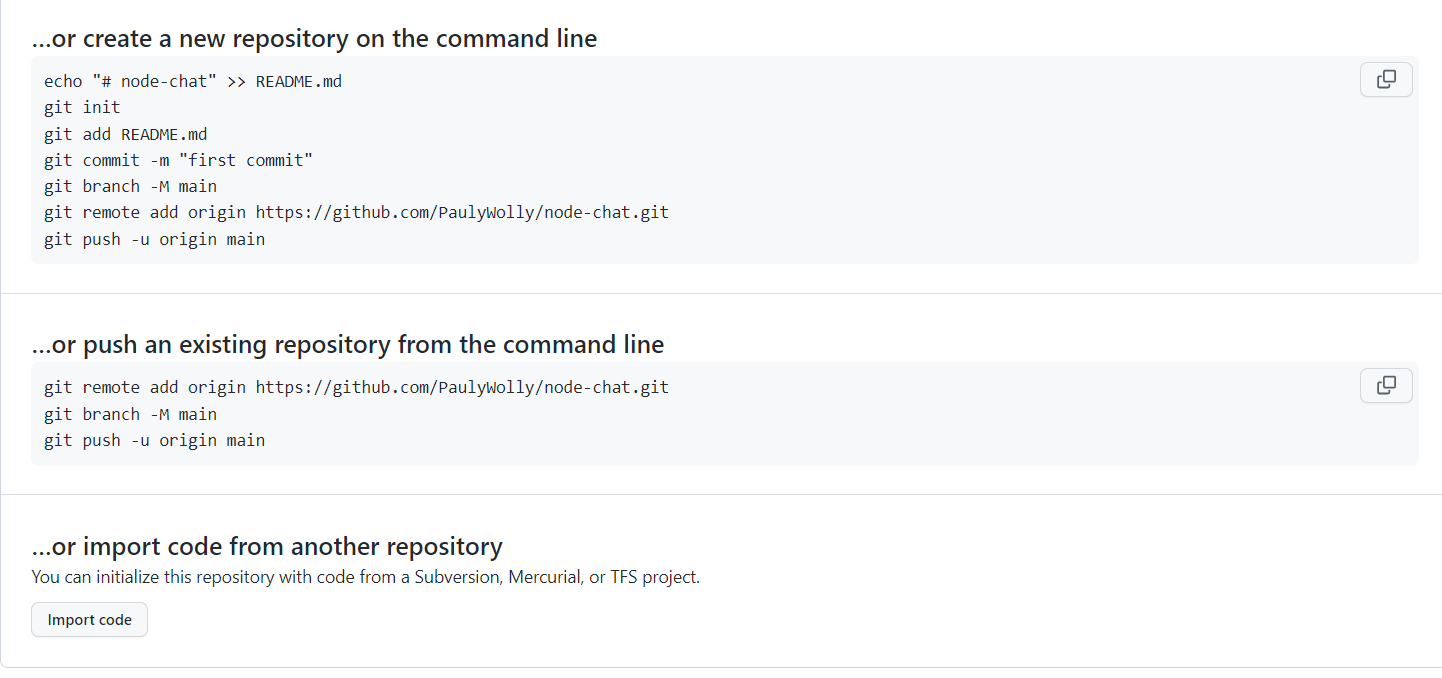 ...or create a new repository on the command line
echo "# node-chat" >> README.md
git init
git add README.md
git commit -m "first commit"
git branch -M main
git remote add origin https://github.com/PaulyWolly/node-chat.git
git push -u origin main
...or push an existing repository from the command line
git remote add origin https://github.com/PaulyWolly/node-chat.git
git branch -M main
git push -u origin main
...or import code from another repository
You can initialize this repository with code from a Subversion, Mercurial, or TFS project.
Import code